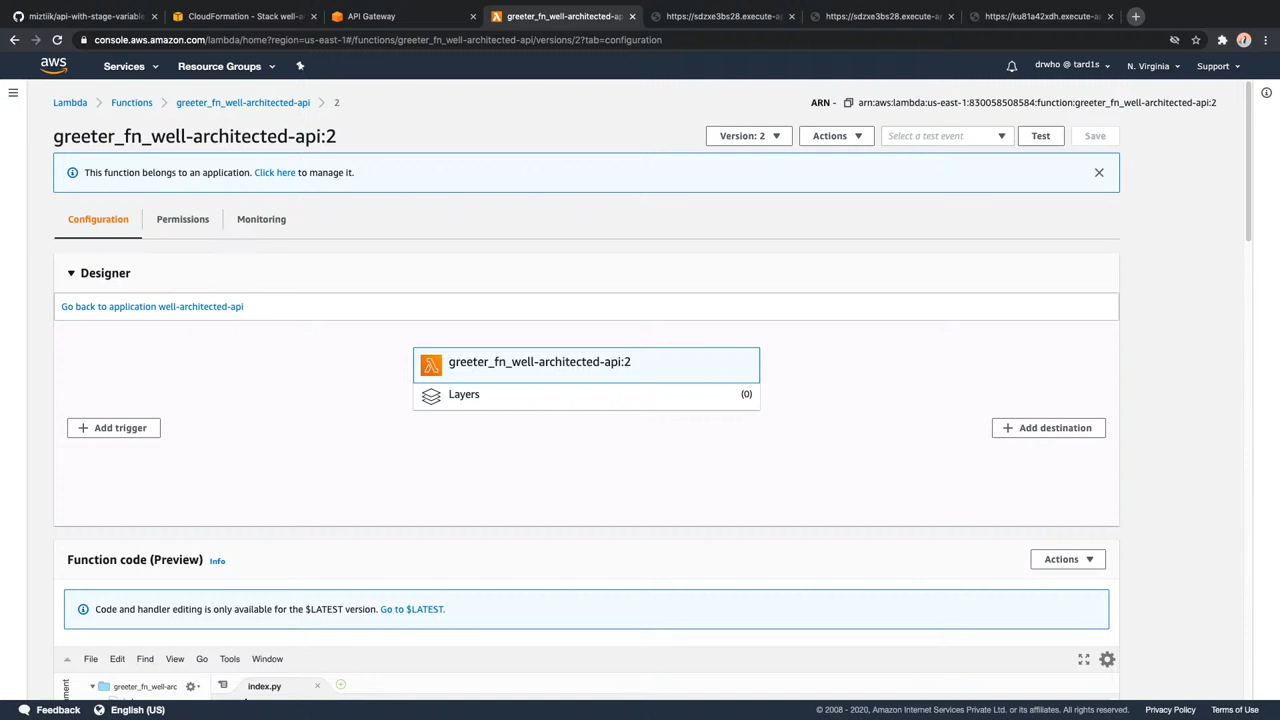 miztiik/api-with-stage-variable
CloudFormation - Stack well-a
API Gateway
greeter_fn_well-architected-api
https://sdzxe3bs28.execute-a
https://sdzxe3bs28.execute-a
https://ku81a42xdh.execute-a
console.aws.amazon.com/lambda/home?region=us-east-1#/functions/greeter_fn_well-architected-api/versions/2?tab=configuration
aws
Services
Resource Groups
drwho @ tard1s
N. Virginia
Support
Lambda
Functions
greeter_fn_well-architected-api
2
ARN - arn:aws:lambda:us-east-1:830058508584:function:greeter_fn_well-architected-api:2
greeter_fn_well-architected-api:2
Version: 2
Actions
Select a test event
Test
Save
This function belongs to an application. Click here to manage it.
Configuration
Permissions
Monitoring
Designer
Go back to application well-architected-api
greeter_fn_well-architected-api:2
Layers
(0)
Add trigger
Add destination
Function code (Preview)
Info
Actions
Code and handler editing is only available for the $LATEST version. Go to $LATEST.
File
Edit
Find
View
Go
Tools
Window
ment
greeter_fn_well-arc
index.py
Feedback
English (US)
© 2008 - 2020, Amazon Internet Services Private Ltd. or its affiliates. All rights reserved.
Privacy Policy
Terms of Use